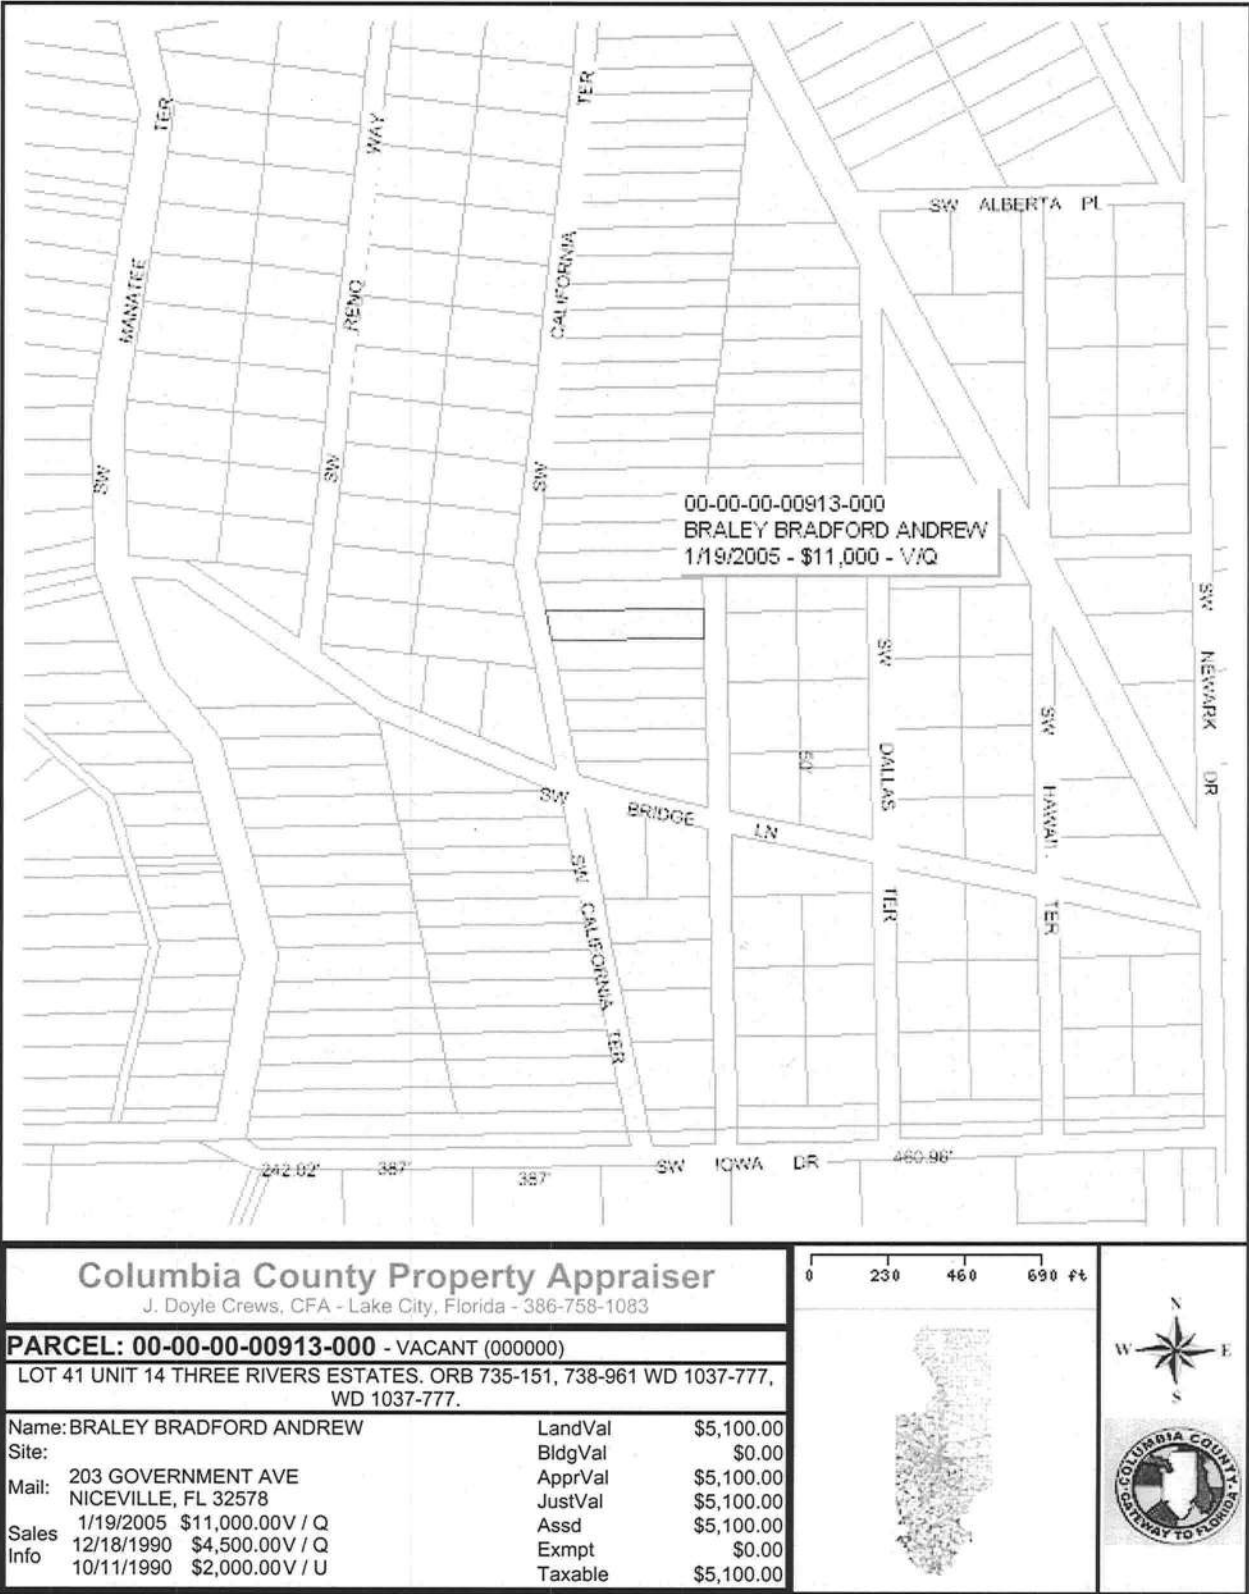 TER
WAY
TER
SW ALBERTA PL
MANATEE
RENO
CALIFORNIA
SW
SW
SW
00-00-00-00913-000
BRALEY BRADFORD ANDREW
1/19/2005 - $11,000 - V/Q
SW NEWARK DR
SW DALLAS TER
SW HAWAII TER
50'
SW BRIDGE LN
SW CALIFORNIA TER
242.02'
387'
387'
SW IOWA DR
460.96'
Columbia County Property Appraiser
J. Doyle Crews, CFA - Lake City, Florida - 386-758-1083
PARCEL: 00-00-00-00913-000 - VACANT (000000)
LOT 41 UNIT 14 THREE RIVERS ESTATES. ORB 735-151, 738-961 WD 1037-777,
WD 1037-777.
Name: BRALEY BRADFORD ANDREW
Site:
Mail: 203 GOVERNMENT AVE
NICEVILLE, FL 32578
Sales Info
1/19/2005 $11,000.00V / Q
12/18/1990 $4,500.00V / Q
10/11/1990 $2,000.00V / U
LandVal $5,100.00
BldgVal $0.00
ApprVal $5,100.00
JustVal $5,100.00
Assd $5,100.00
Exmpt $0.00
Taxable $5,100.00
0 230 460 690 ft
N
W E
S
COLUMBIA COUNTY
GATEWAY TO FLORIDA